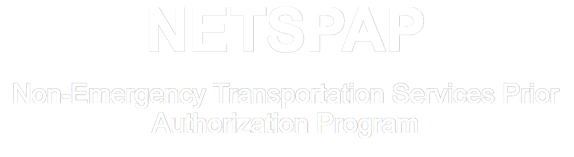 NETSPAP
Non-Emergency Transportation Services Prior
Authorization Program